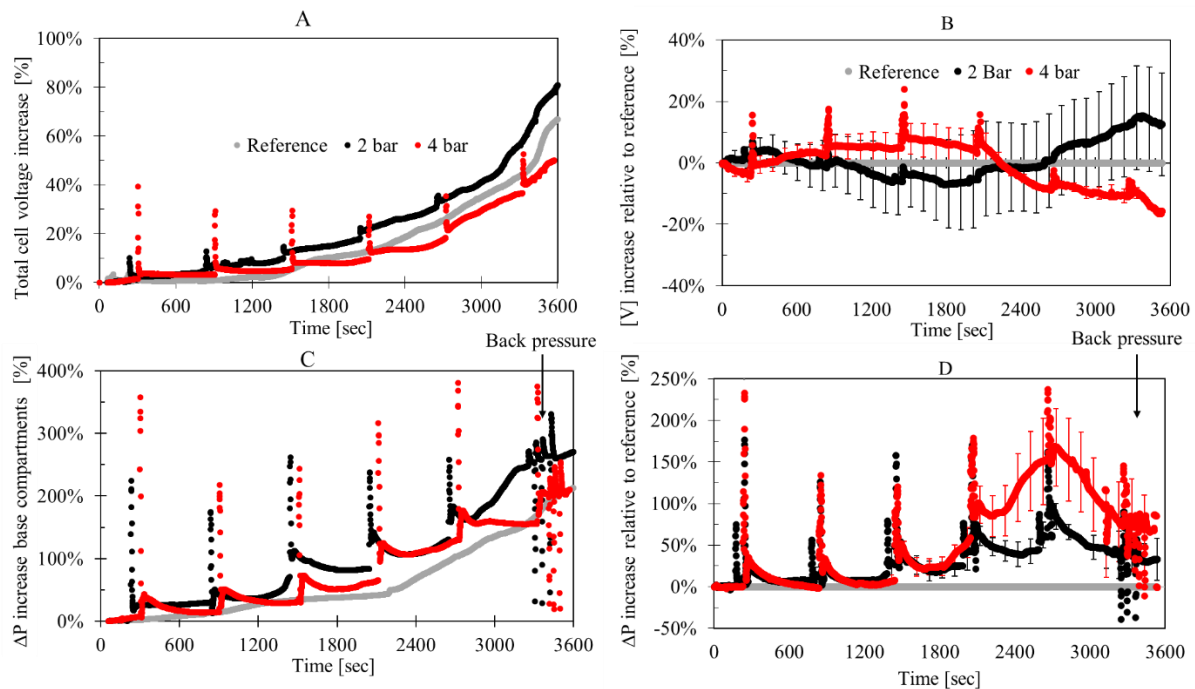 A
Total cell voltage increase [%]
100%
80%
60%
40%
20%
0%
Reference 2 bar 4 bar
0 600 1200 1800 2400 3000 3600
Time [sec]
B
[V] increase relative to reference [%]
40%
20%
0%
-20%
-40%
Reference 2 Bar 4 bar
0 600 1200 1800 2400 3000 3600
Time [sec]
Back pressure
C
ΔP increase base compartments [%]
400%
300%
200%
100%
0%
0 600 1200 1800 2400 3000 3600
Time [sec]
Back pressure
D
ΔP increase relative to reference [%]
250%
200%
150%
100%
50%
0%
-50%
0 600 1200 1800 2400 3000 3600
Time [sec]